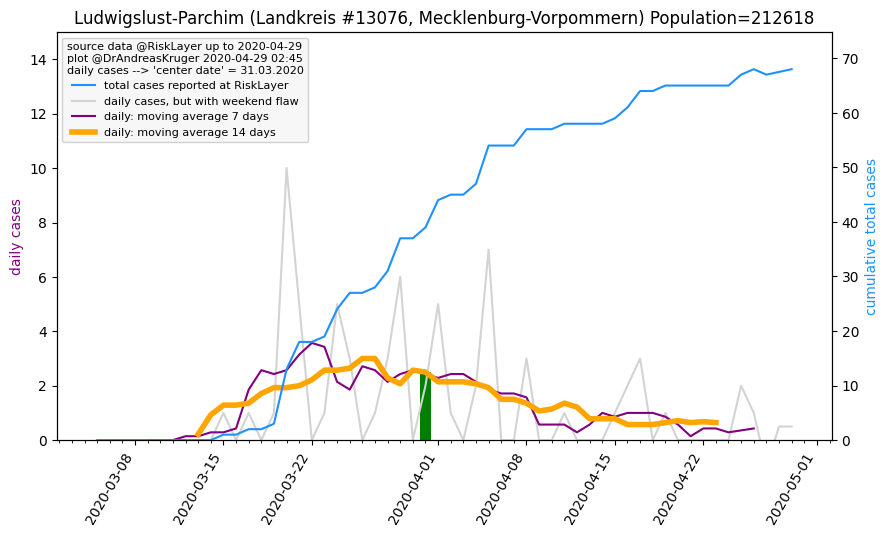 Ludwigslust-Parchim (Landkreis #13076, Mecklenburg-Vorpommern) Population=212618
source data @RiskLayer up to 2020-04-29
plot @DrAndreasKruger 2020-04-29 02:45
daily cases --> 'center date' = 31.03.2020
total cases reported at RiskLayer
daily cases, but with weekend flaw
daily: moving average 7 days
daily: moving average 14 days
daily cases
14
12
10
8
6
4
2
0
cumulative total cases
70
60
50
40
30
20
10
0
2020-03-08
2020-03-15
2020-03-22
2020-04-01
2020-04-08
2020-04-15
2020-04-22
2020-05-01